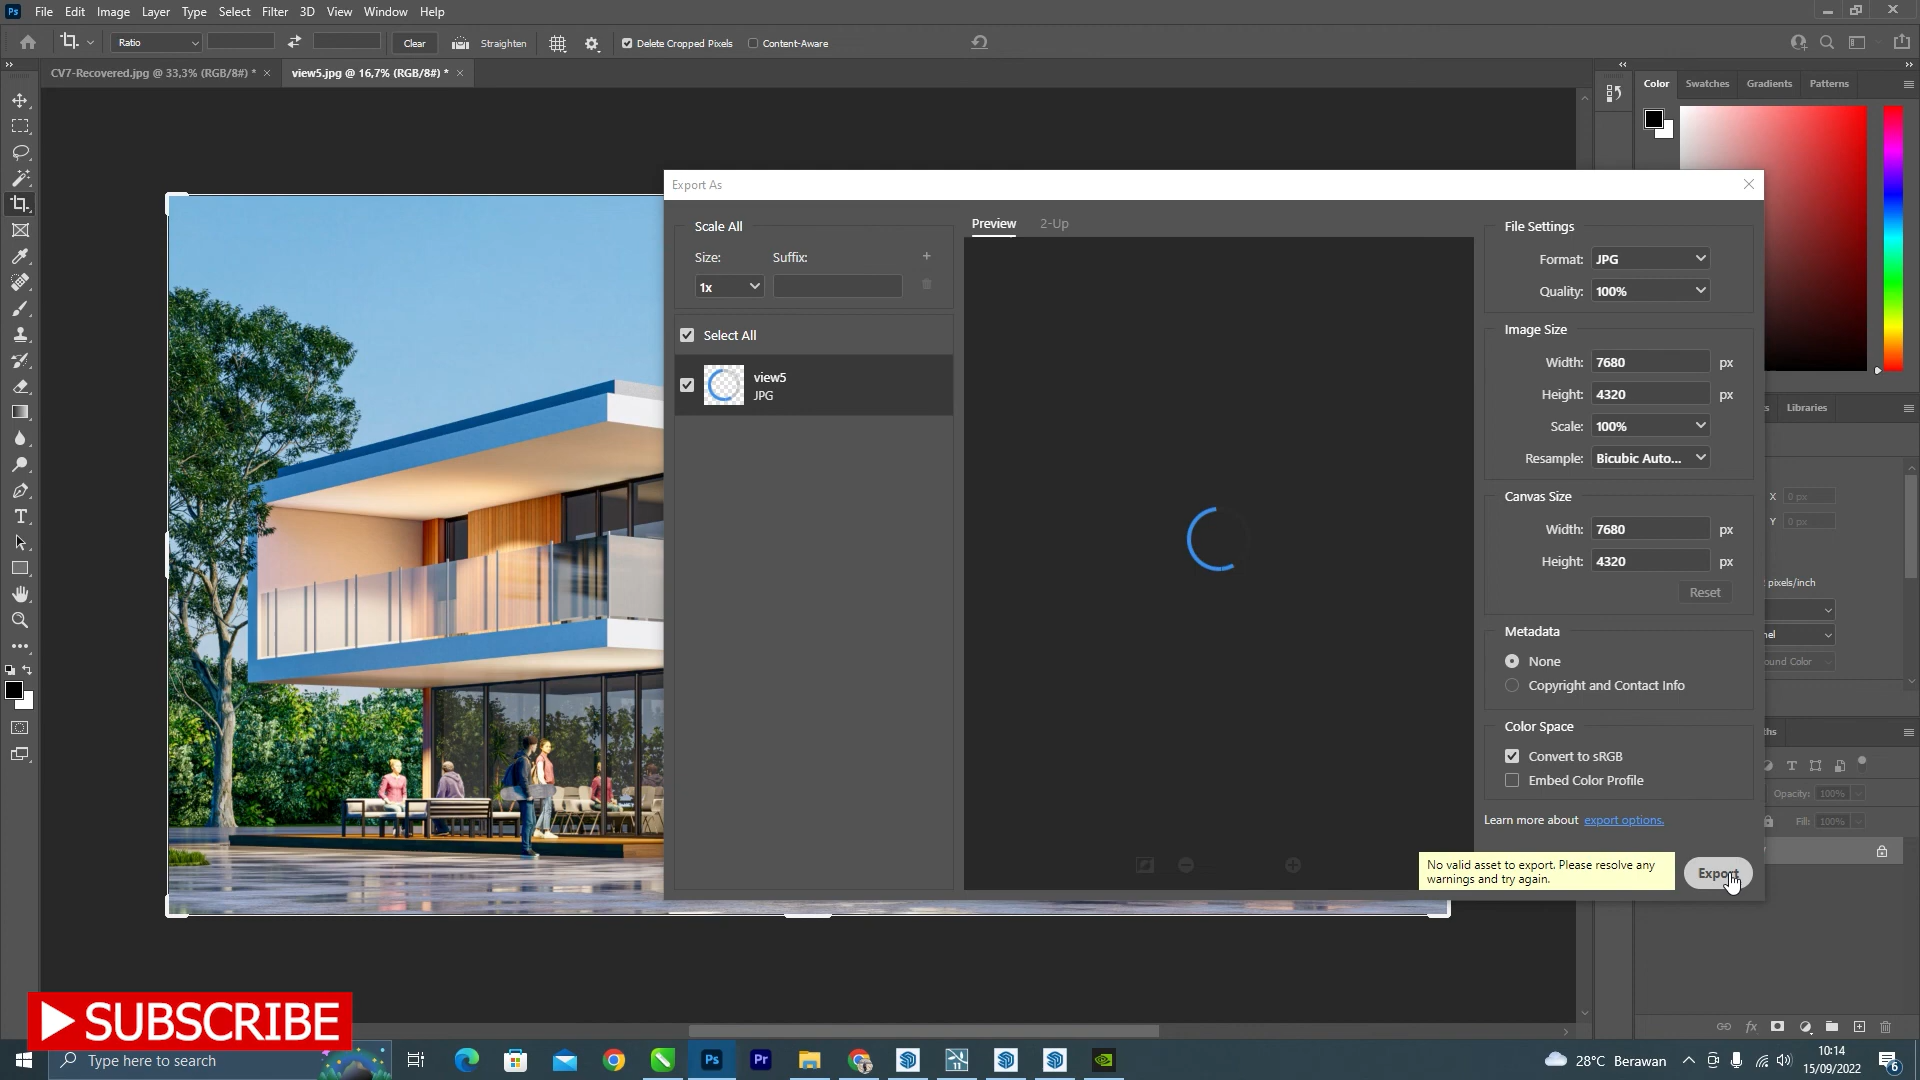 Ps File Edit Image Layer Type Select Filter 3D View Window Help
Ratio Clear Straighten Delete Cropped Pixels Content-Aware
CV7-Recovered.jpg @ 33,3% (RGB/8#) * × view5.jpg @ 16,7% (RGB/8#) * ×
Color Swatches Gradients Patterns
Export As
Scale All
Size: Suffix:
1x
Select All
view5
JPG
Preview 2-Up
File Settings
Format: JPG
Quality: 100%
Image Size
Width: 7680 px
Height: 4320 px
Scale: 100%
Resample: Bicubic Auto...
Canvas Size
Width: 7680 px
Height: 4320 px
Reset
Metadata
None
Copyright and Contact Info
Color Space
Convert to sRGB
Embed Color Profile
Learn more about export options.
No valid asset to export. Please resolve any
warnings and try again.
Export
Libraries
X 0 px
Y 0 px
pixels/inch
ound Color
Opacity: 100%
Fill: 100%
fx
SUBSCRIBE
Type here to search
Ps Pr
28°C Berawan
10:14
15/09/2022
6